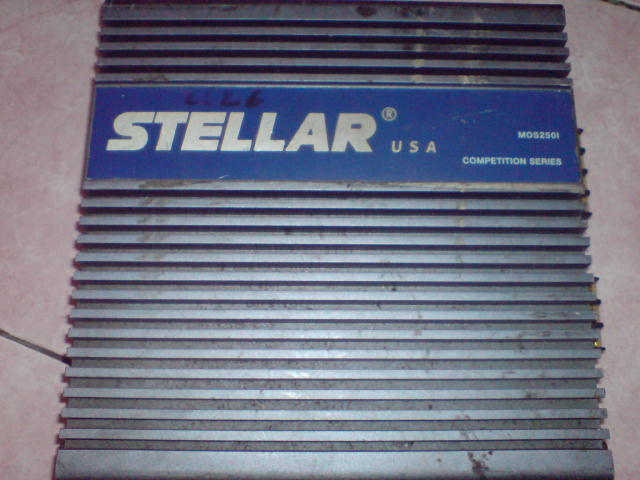 STELLAR® USA
MOS250I
COMPETITION SERIES